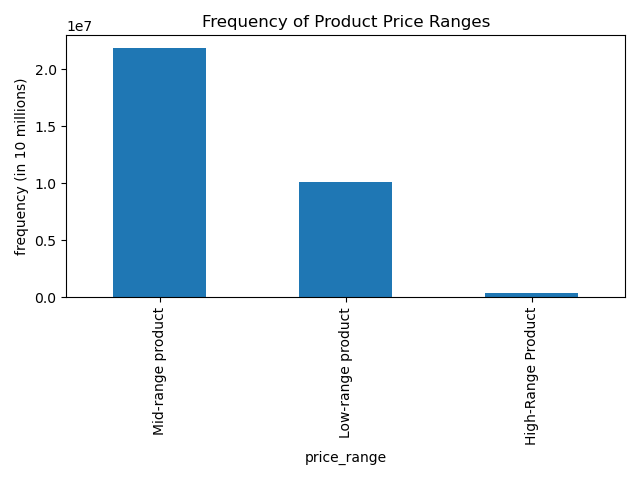 Frequency of Product Price Ranges
1e7
2.0
1.5
1.0
0.5
0.0
frequency (in 10 millions)
Mid-range product
Low-range product
High-Range Product
price_range